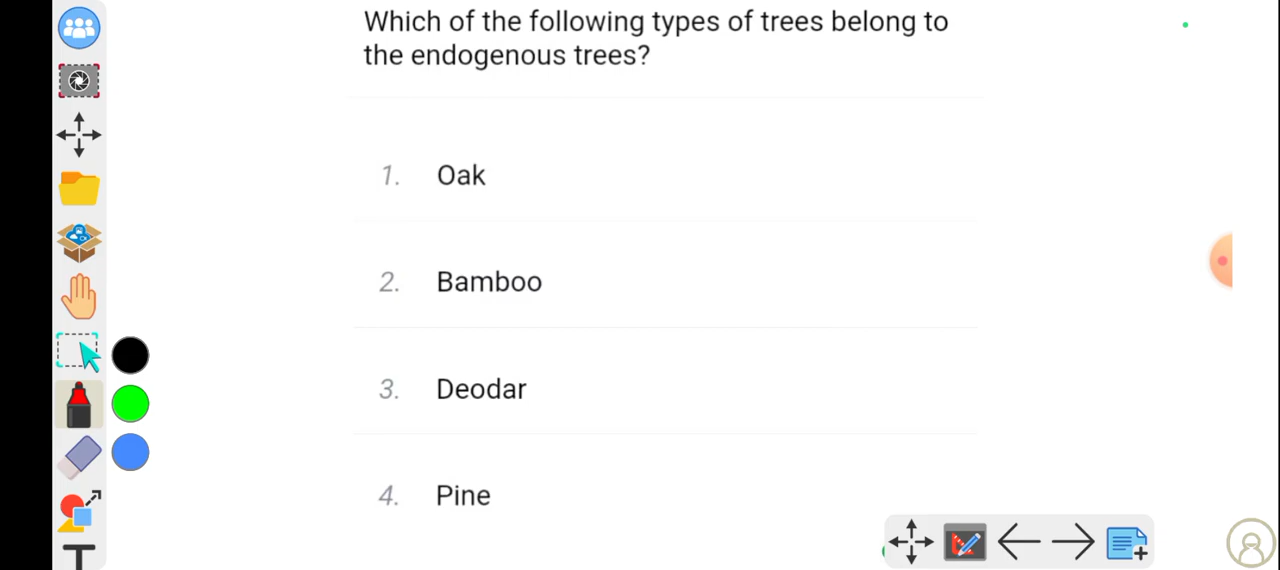 Which of the following types of trees belong to
the endogenous trees?
1. Oak
2. Bamboo
3. Deodar
4. Pine
T